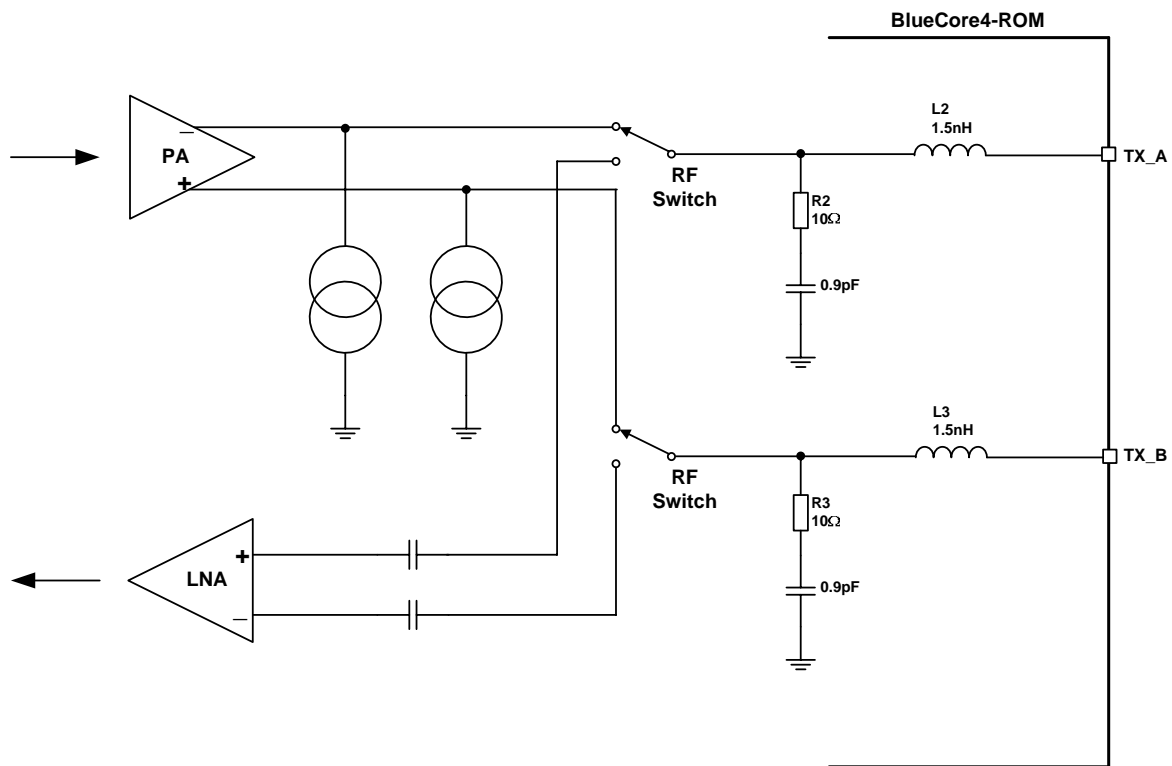 BlueCore4-ROM
L2
1.5nH
−
PA
+
TX_A
RF
Switch
R2
10Ω
0.9pF
L3
1.5nH
TX_B
RF
Switch
R3
10Ω
+
LNA
−
0.9pF